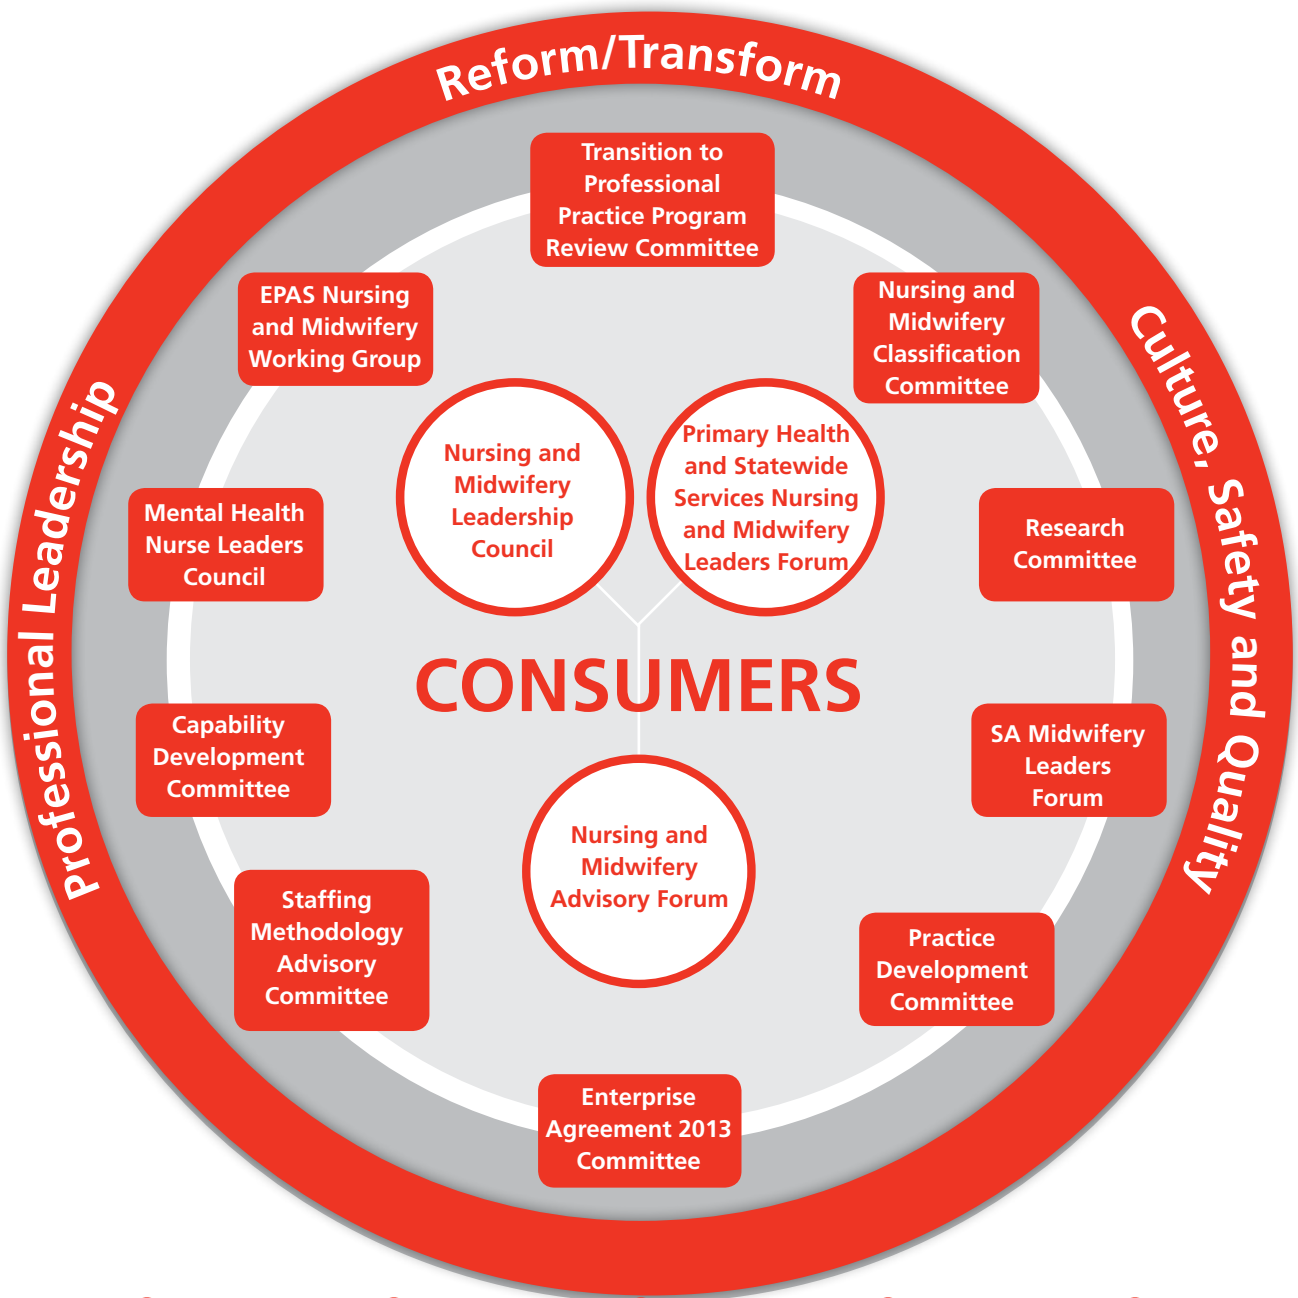 Reform/Transform
Transition to
Professional
Practice Program
Review Committee
EPAS Nursing
and Midwifery
Working Group
Nursing and
Midwifery
Classification
Committee
Culture, Safety and Quality
Professional Leadership
Nursing and
Midwifery
Leadership
Council
Primary Health
and Statewide
Services Nursing
and Midwifery
Leaders Forum
Mental Health
Nurse Leaders
Council
Research
Committee
CONSUMERS
Capability
Development
Committee
SA Midwifery
Leaders
Forum
Nursing and
Midwifery
Advisory Forum
Staffing
Methodology
Advisory
Committee
Practice
Development
Committee
Enterprise
Agreement 2013
Committee